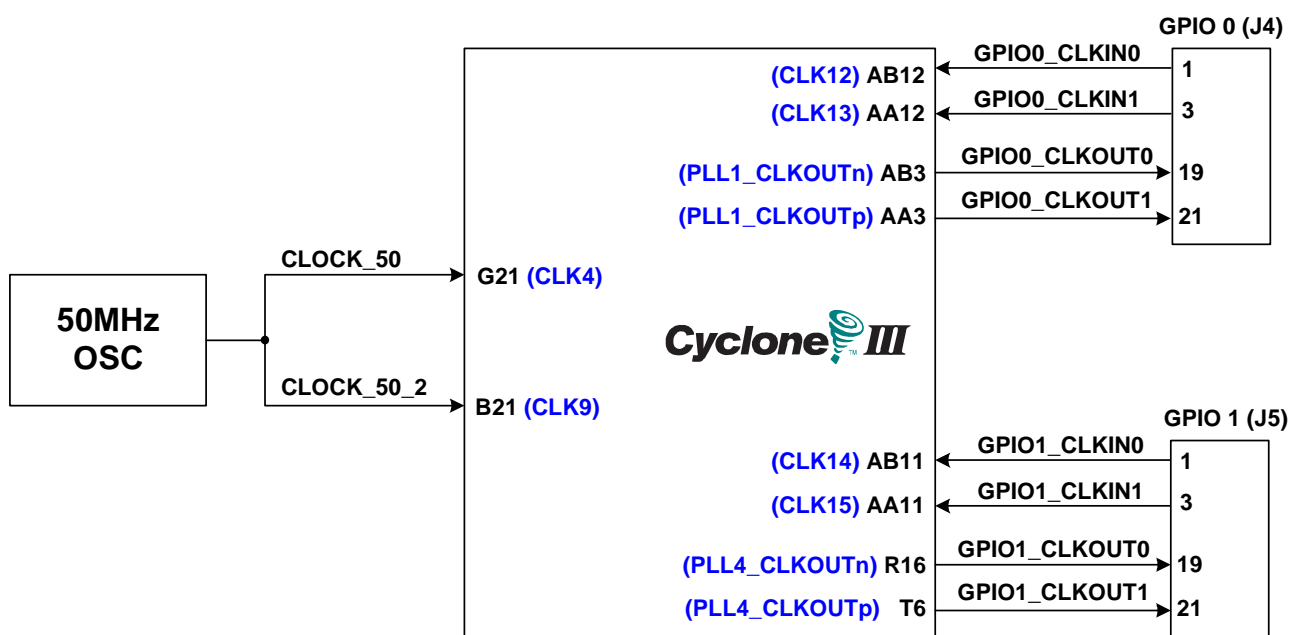 GPIO 0 (J4)
(CLK12) AB12 GPIO0_CLKIN0 1
(CLK13) AA12 GPIO0_CLKIN1 3
(PLL1_CLKOUTn) AB3 GPIO0_CLKOUT0 19
(PLL1_CLKOUTp) AA3 GPIO0_CLKOUT1 21
CLOCK_50 G21 (CLK4)
50MHz
OSC
Cyclone III
TM
CLOCK_50_2 B21 (CLK9)
GPIO 1 (J5)
(CLK14) AB11 GPIO1_CLKIN0 1
(CLK15) AA11 GPIO1_CLKIN1 3
(PLL4_CLKOUTn) R16 GPIO1_CLKOUT0 19
(PLL4_CLKOUTp) T6 GPIO1_CLKOUT1 21